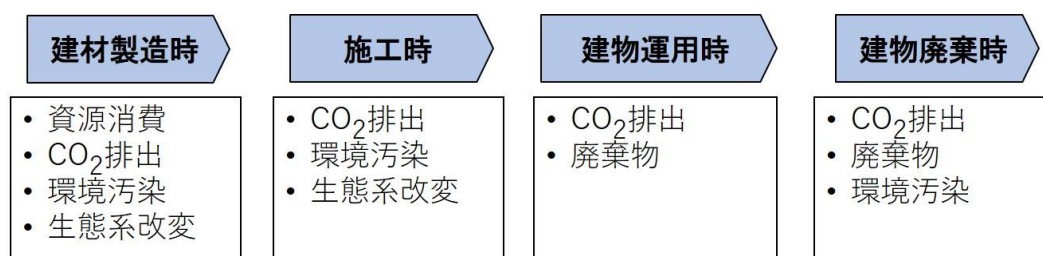 建材製造時
• 資源消費
• CO₂排出
• 環境汚染
• 生態系改変
施工時
• CO₂排出
• 環境汚染
• 生態系改変
建物運用時
• CO₂排出
• 廃棄物
建物廃棄時
• CO₂排出
• 廃棄物
• 環境汚染